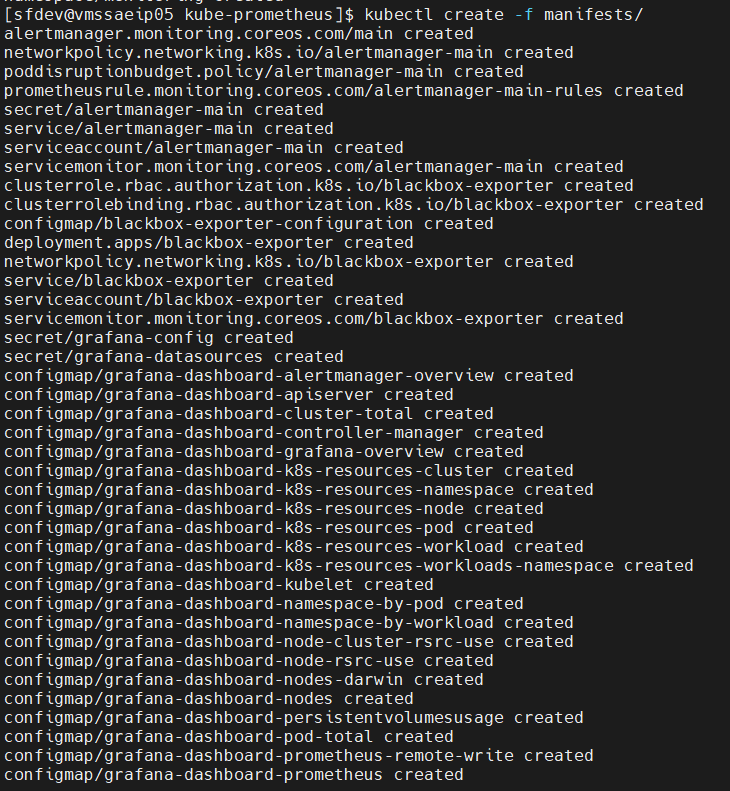 [sfdev@vmssaeip05 kube-prometheus]$ kubectl create -f manifests/
alertmanager.monitoring.coreos.com/main created
networkpolicy.networking.k8s.io/alertmanager-main created
poddisruptionbudget.policy/alertmanager-main created
prometheusrule.monitoring.coreos.com/alertmanager-main-rules created
secret/alertmanager-main created
service/alertmanager-main created
serviceaccount/alertmanager-main created
servicemonitor.monitoring.coreos.com/alertmanager-main created
clusterrole.rbac.authorization.k8s.io/blackbox-exporter created
clusterrolebinding.rbac.authorization.k8s.io/blackbox-exporter created
configmap/blackbox-exporter-configuration created
deployment.apps/blackbox-exporter created
networkpolicy.networking.k8s.io/blackbox-exporter created
service/blackbox-exporter created
serviceaccount/blackbox-exporter created
servicemonitor.monitoring.coreos.com/blackbox-exporter created
secret/grafana-config created
secret/grafana-datasources created
configmap/grafana-dashboard-alertmanager-overview created
configmap/grafana-dashboard-apiserver created
configmap/grafana-dashboard-cluster-total created
configmap/grafana-dashboard-controller-manager created
configmap/grafana-dashboard-grafana-overview created
configmap/grafana-dashboard-k8s-resources-cluster created
configmap/grafana-dashboard-k8s-resources-namespace created
configmap/grafana-dashboard-k8s-resources-node created
configmap/grafana-dashboard-k8s-resources-pod created
configmap/grafana-dashboard-k8s-resources-workload created
configmap/grafana-dashboard-k8s-resources-workloads-namespace created
configmap/grafana-dashboard-kubelet created
configmap/grafana-dashboard-namespace-by-pod created
configmap/grafana-dashboard-namespace-by-workload created
configmap/grafana-dashboard-node-cluster-rsrc-use created
configmap/grafana-dashboard-node-rsrc-use created
configmap/grafana-dashboard-nodes-darwin created
configmap/grafana-dashboard-nodes created
configmap/grafana-dashboard-persistentvolumesusage created
configmap/grafana-dashboard-pod-total created
configmap/grafana-dashboard-prometheus-remote-write created
configmap/grafana-dashboard-prometheus created